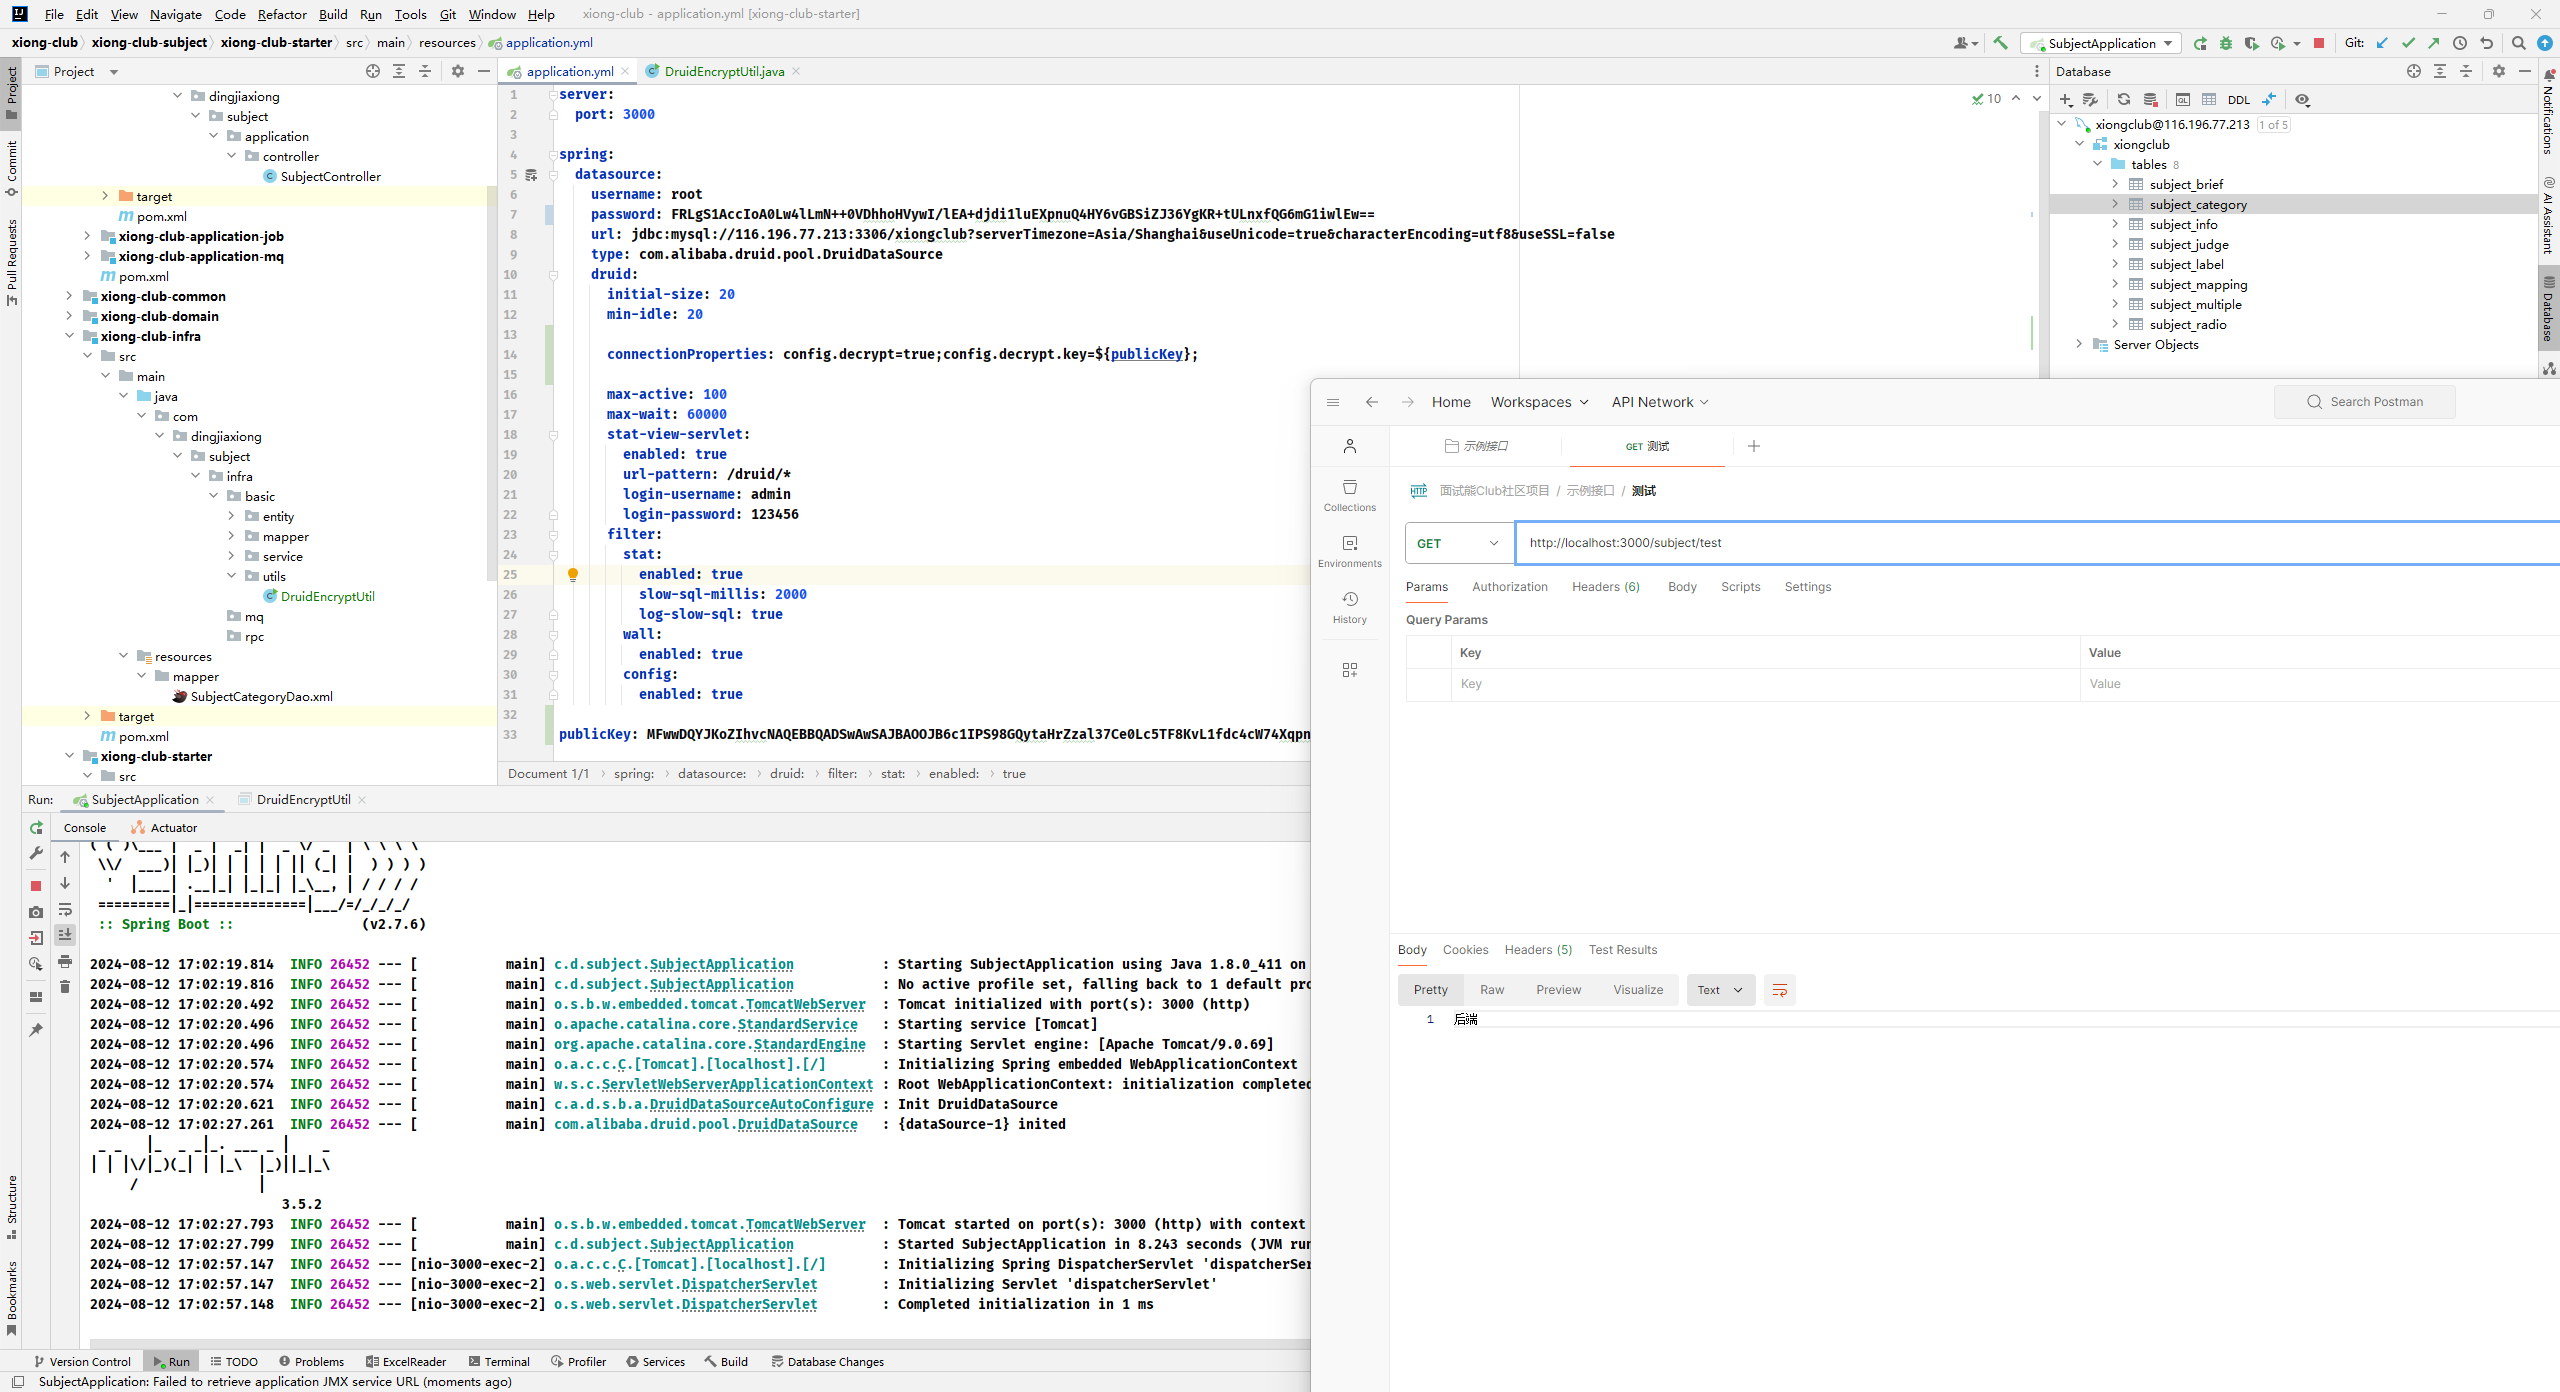 File Edit View Navigate Code Refactor Build Run Tools Git Window Help xiong-club - application.yml [xiong-club-starter]
xiong-club xiong-club-subject xiong-club-starter src main resources application.yml
SubjectApplication Git:
Project
application.yml DruidEncryptUtil.java
Database
Project
Commit
Pull Requests
Structure
Bookmarks
dingjiaxiong
subject
application
controller
SubjectController
target
pom.xml
xiong-club-application-job
xiong-club-application-mq
pom.xml
xiong-club-common
xiong-club-domain
xiong-club-infra
src
main
java
com
dingjiaxiong
subject
infra
basic
entity
mapper
service
utils
DruidEncryptUtil
mq
rpc
resources
mapper
SubjectCategoryDao.xml
target
pom.xml
xiong-club-starter
src
10
1 server:
2 port: 3000
3
4 spring:
5 datasource:
6 username: root
7 password: FRLgS1AccIoA0Lw4lLmN++0VDhhoHVywI/lEA+djdi1luEXpnuQ4HY6vGBSiZJ36YgKR+tULnxfQG6mG1iwlEw==
8 url: jdbc:mysql://116.196.77.213:3306/xiongclub?serverTimezone=Asia/Shanghai&useUnicode=true&characterEncoding=utf8&useSSL=false
9 type: com.alibaba.druid.pool.DruidDataSource
10 druid:
11 initial-size: 20
12 min-idle: 20
13
14 connectionProperties: config.decrypt=true;config.decrypt.key=${publicKey};
15
16 max-active: 100
17 max-wait: 60000
18 stat-view-servlet:
19 enabled: true
20 url-pattern: /druid/*
21 login-username: admin
22 login-password: 123456
23 filter:
24 stat:
25 enabled: true
26 slow-sql-millis: 2000
27 log-slow-sql: true
28 wall:
29 enabled: true
30 config:
31 enabled: true
32
33 publicKey: MFwwDQYJKoZIhvcNAQEBBQADSwAwSAJBAOOJB6c1IPS98GQytaHrZzal37Ce0Lc5TF8KvL1fdc4cW74Xqpn
Document 1/1 spring: datasource: druid: filter: stat: enabled: true
DDL
xiongclub@116.196.77.213 1 of 5
xiongclub
tables 8
subject_brief
subject_category
subject_info
subject_judge
subject_label
subject_mapping
subject_multiple
subject_radio
Server Objects
Notifications
AI Assistant
Database
Home Workspaces API Network Search Postman
示例接口 GET 测试
HTTP 面试熊Club社区项目 / 示例接口 / 测试
Collections
Environments
History
GET http://localhost:3000/subject/test
Params Authorization Headers (6) Body Scripts Settings
Query Params
Key Value
Key Value
Body Cookies Headers (5) Test Results
Pretty Raw Preview Visualize Text
1 后端
Run: SubjectApplication DruidEncryptUtil
Console Actuator
:: Spring Boot :: (v2.7.6)
2024-08-12 17:02:19.814 INFO 26452 --- [ main] c.d.subject.SubjectApplication : Starting SubjectApplication using Java 1.8.0_411 on
2024-08-12 17:02:19.816 INFO 26452 --- [ main] c.d.subject.SubjectApplication : No active profile set, falling back to 1 default pro
2024-08-12 17:02:20.492 INFO 26452 --- [ main] o.s.b.w.embedded.tomcat.TomcatWebServer : Tomcat initialized with port(s): 3000 (http)
2024-08-12 17:02:20.496 INFO 26452 --- [ main] o.apache.catalina.core.StandardService : Starting service [Tomcat]
2024-08-12 17:02:20.496 INFO 26452 --- [ main] org.apache.catalina.core.StandardEngine : Starting Servlet engine: [Apache Tomcat/9.0.69]
2024-08-12 17:02:20.574 INFO 26452 --- [ main] o.a.c.c.C.[Tomcat].[localhost].[/] : Initializing Spring embedded WebApplicationContext
2024-08-12 17:02:20.574 INFO 26452 --- [ main] w.s.c.ServletWebServerApplicationContext : Root WebApplicationContext: initialization completed
2024-08-12 17:02:20.621 INFO 26452 --- [ main] c.a.d.s.b.a.DruidDataSourceAutoConfigure : Init DruidDataSource
2024-08-12 17:02:27.261 INFO 26452 --- [ main] com.alibaba.druid.pool.DruidDataSource : {dataSource-1} inited
3.5.2
2024-08-12 17:02:27.793 INFO 26452 --- [ main] o.s.b.w.embedded.tomcat.TomcatWebServer : Tomcat started on port(s): 3000 (http) with context
2024-08-12 17:02:27.799 INFO 26452 --- [ main] c.d.subject.SubjectApplication : Started SubjectApplication in 8.243 seconds (JVM run
2024-08-12 17:02:57.147 INFO 26452 --- [nio-3000-exec-2] o.a.c.c.C.[Tomcat].[localhost].[/] : Initializing Spring DispatcherServlet 'dispatcherSer
2024-08-12 17:02:57.147 INFO 26452 --- [nio-3000-exec-2] o.s.web.servlet.DispatcherServlet : Initializing Servlet 'dispatcherServlet'
2024-08-12 17:02:57.148 INFO 26452 --- [nio-3000-exec-2] o.s.web.servlet.DispatcherServlet : Completed initialization in 1 ms
Version Control Run TODO Problems ExcelReader Terminal Profiler Services Build Database Changes
SubjectApplication: Failed to retrieve application JMX service URL (moments ago)